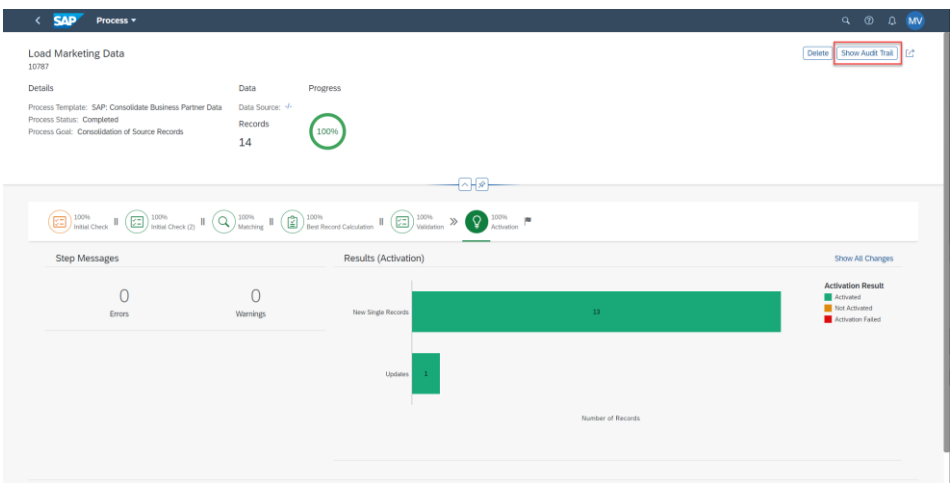 SAP Process
MV
Load Marketing Data
10787
Delete Show Audit Trail
Details Data Progress
Process Template: SAP: Consolidate Business Partner Data
Process Status: Completed
Process Goal: Consolidation of Source Records
Data Source: -/-
Records
14
100%
100%
Initial Check
100%
Initial Check (2)
100%
Matching
100%
Best Record Calculation
100%
Validation
100%
Activation
Step Messages
0
Errors
0
Warnings
Results (Activation)
Show All Changes
New Single Records
13
Updates
1
Number of Records
Activation Result
Activated
Not Activated
Activation Failed